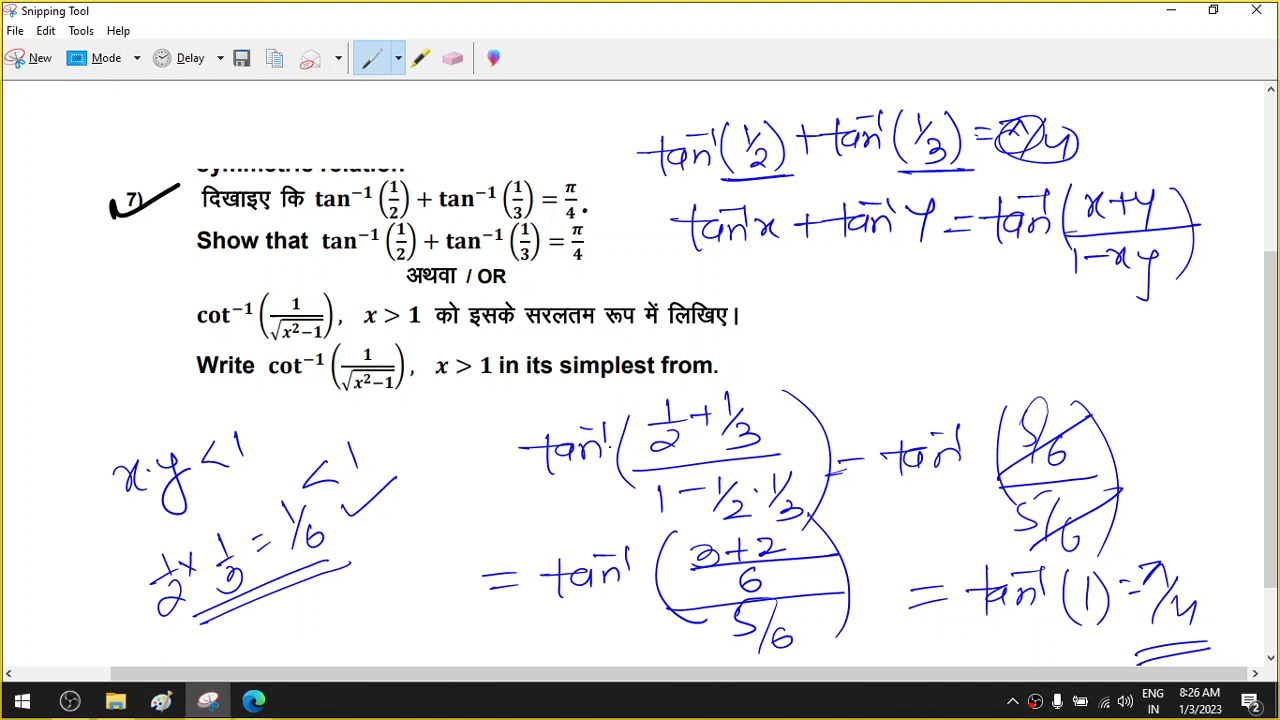 Snipping Tool
File Edit Tools Help
New Mode Delay
symmetric relation
7) दिखाइए कि tan⁻¹(1/2) + tan⁻¹(1/3) = π/4.
Show that tan⁻¹(1/2) + tan⁻¹(1/3) = π/4
अथवा / OR
cot⁻¹(1/√(x²−1)), x > 1 को इसके सरलतम रूप में लिखिए।
Write cot⁻¹(1/√(x²−1)), x > 1 in its simplest from.
tan⁻¹(1/2) + tan⁻¹(1/3) = π/4
tan⁻¹x + tan⁻¹y = tan⁻¹((x+y)/(1−xy))
x.y < 1
1/2 × 1/3 = 1/6 < 1
tan⁻¹((1/2 + 1/3)/(1 − 1/2 · 1/3)) = tan⁻¹((5/6)/(5/6))
= tan⁻¹(((3+2)/6)/(5/6)) = tan⁻¹(1) = π/4
ENG
IN
8:26 AM
1/3/2023
2